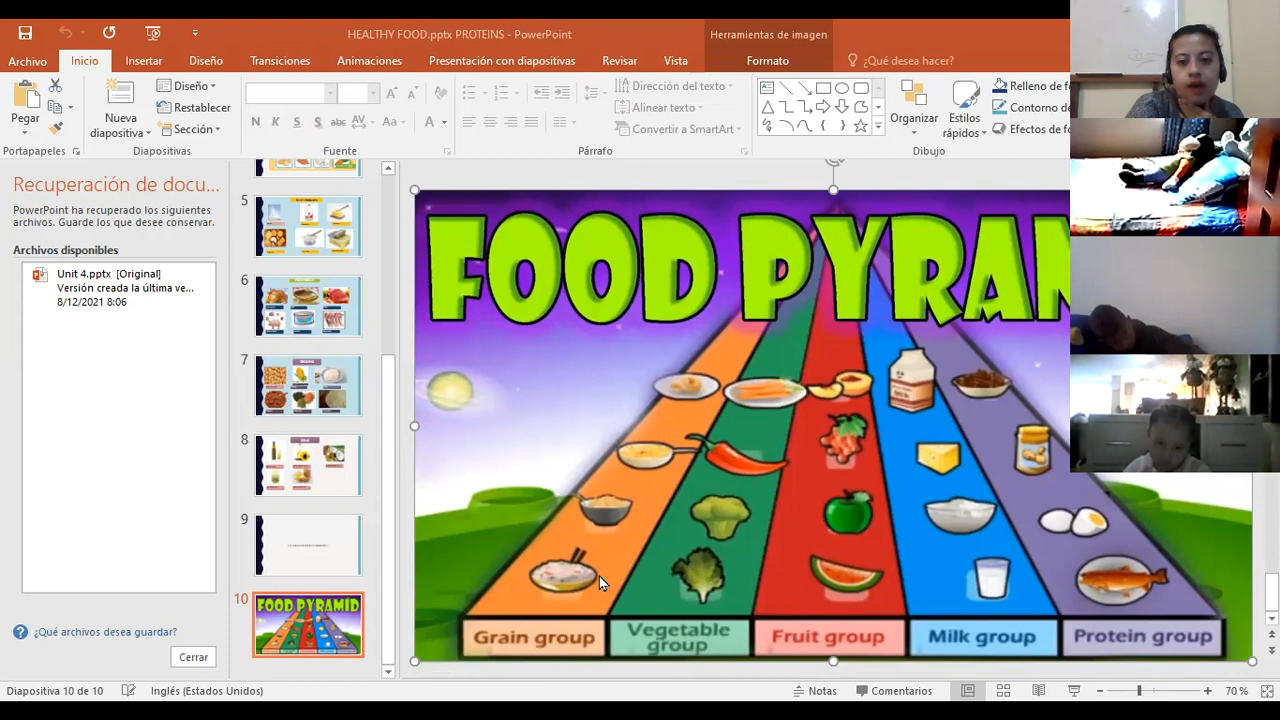 HEALTHY FOOD.pptx PROTEINS - PowerPoint
Herramientas de imagen
Archivo
Inicio
Insertar
Diseño
Transiciones
Animaciones
Presentación con diapositivas
Revisar
Vista
Formato
¿Qué desea hacer?
Pegar
Nueva
diapositiva
Diseño
Restablecer
Sección
N K S S abc AV Aa A
Dirección del texto
Alinear texto
Convertir a SmartArt
Organizar
Estilos
rápidos
Relleno de
Contorno de
Efectos de
Portapapeles
Diapositivas
Fuente
Párrafo
Dibujo
Recuperación de docu...
PowerPoint ha recuperado los siguientes
archivos. Guarde los que desee conservar.
Archivos disponibles
Unit 4.pptx [Original]
Versión creada la última ve...
8/12/2021 8:06
¿Qué archivos desea guardar?
Cerrar
5
6
7
8
9
10
FOOD PYRAMID
FOOD PYRAM
Grain group
Vegetable
group
Fruit group
Milk group
Protein group
Diapositiva 10 de 10
Inglés (Estados Unidos)
Notas
Comentarios
70 %